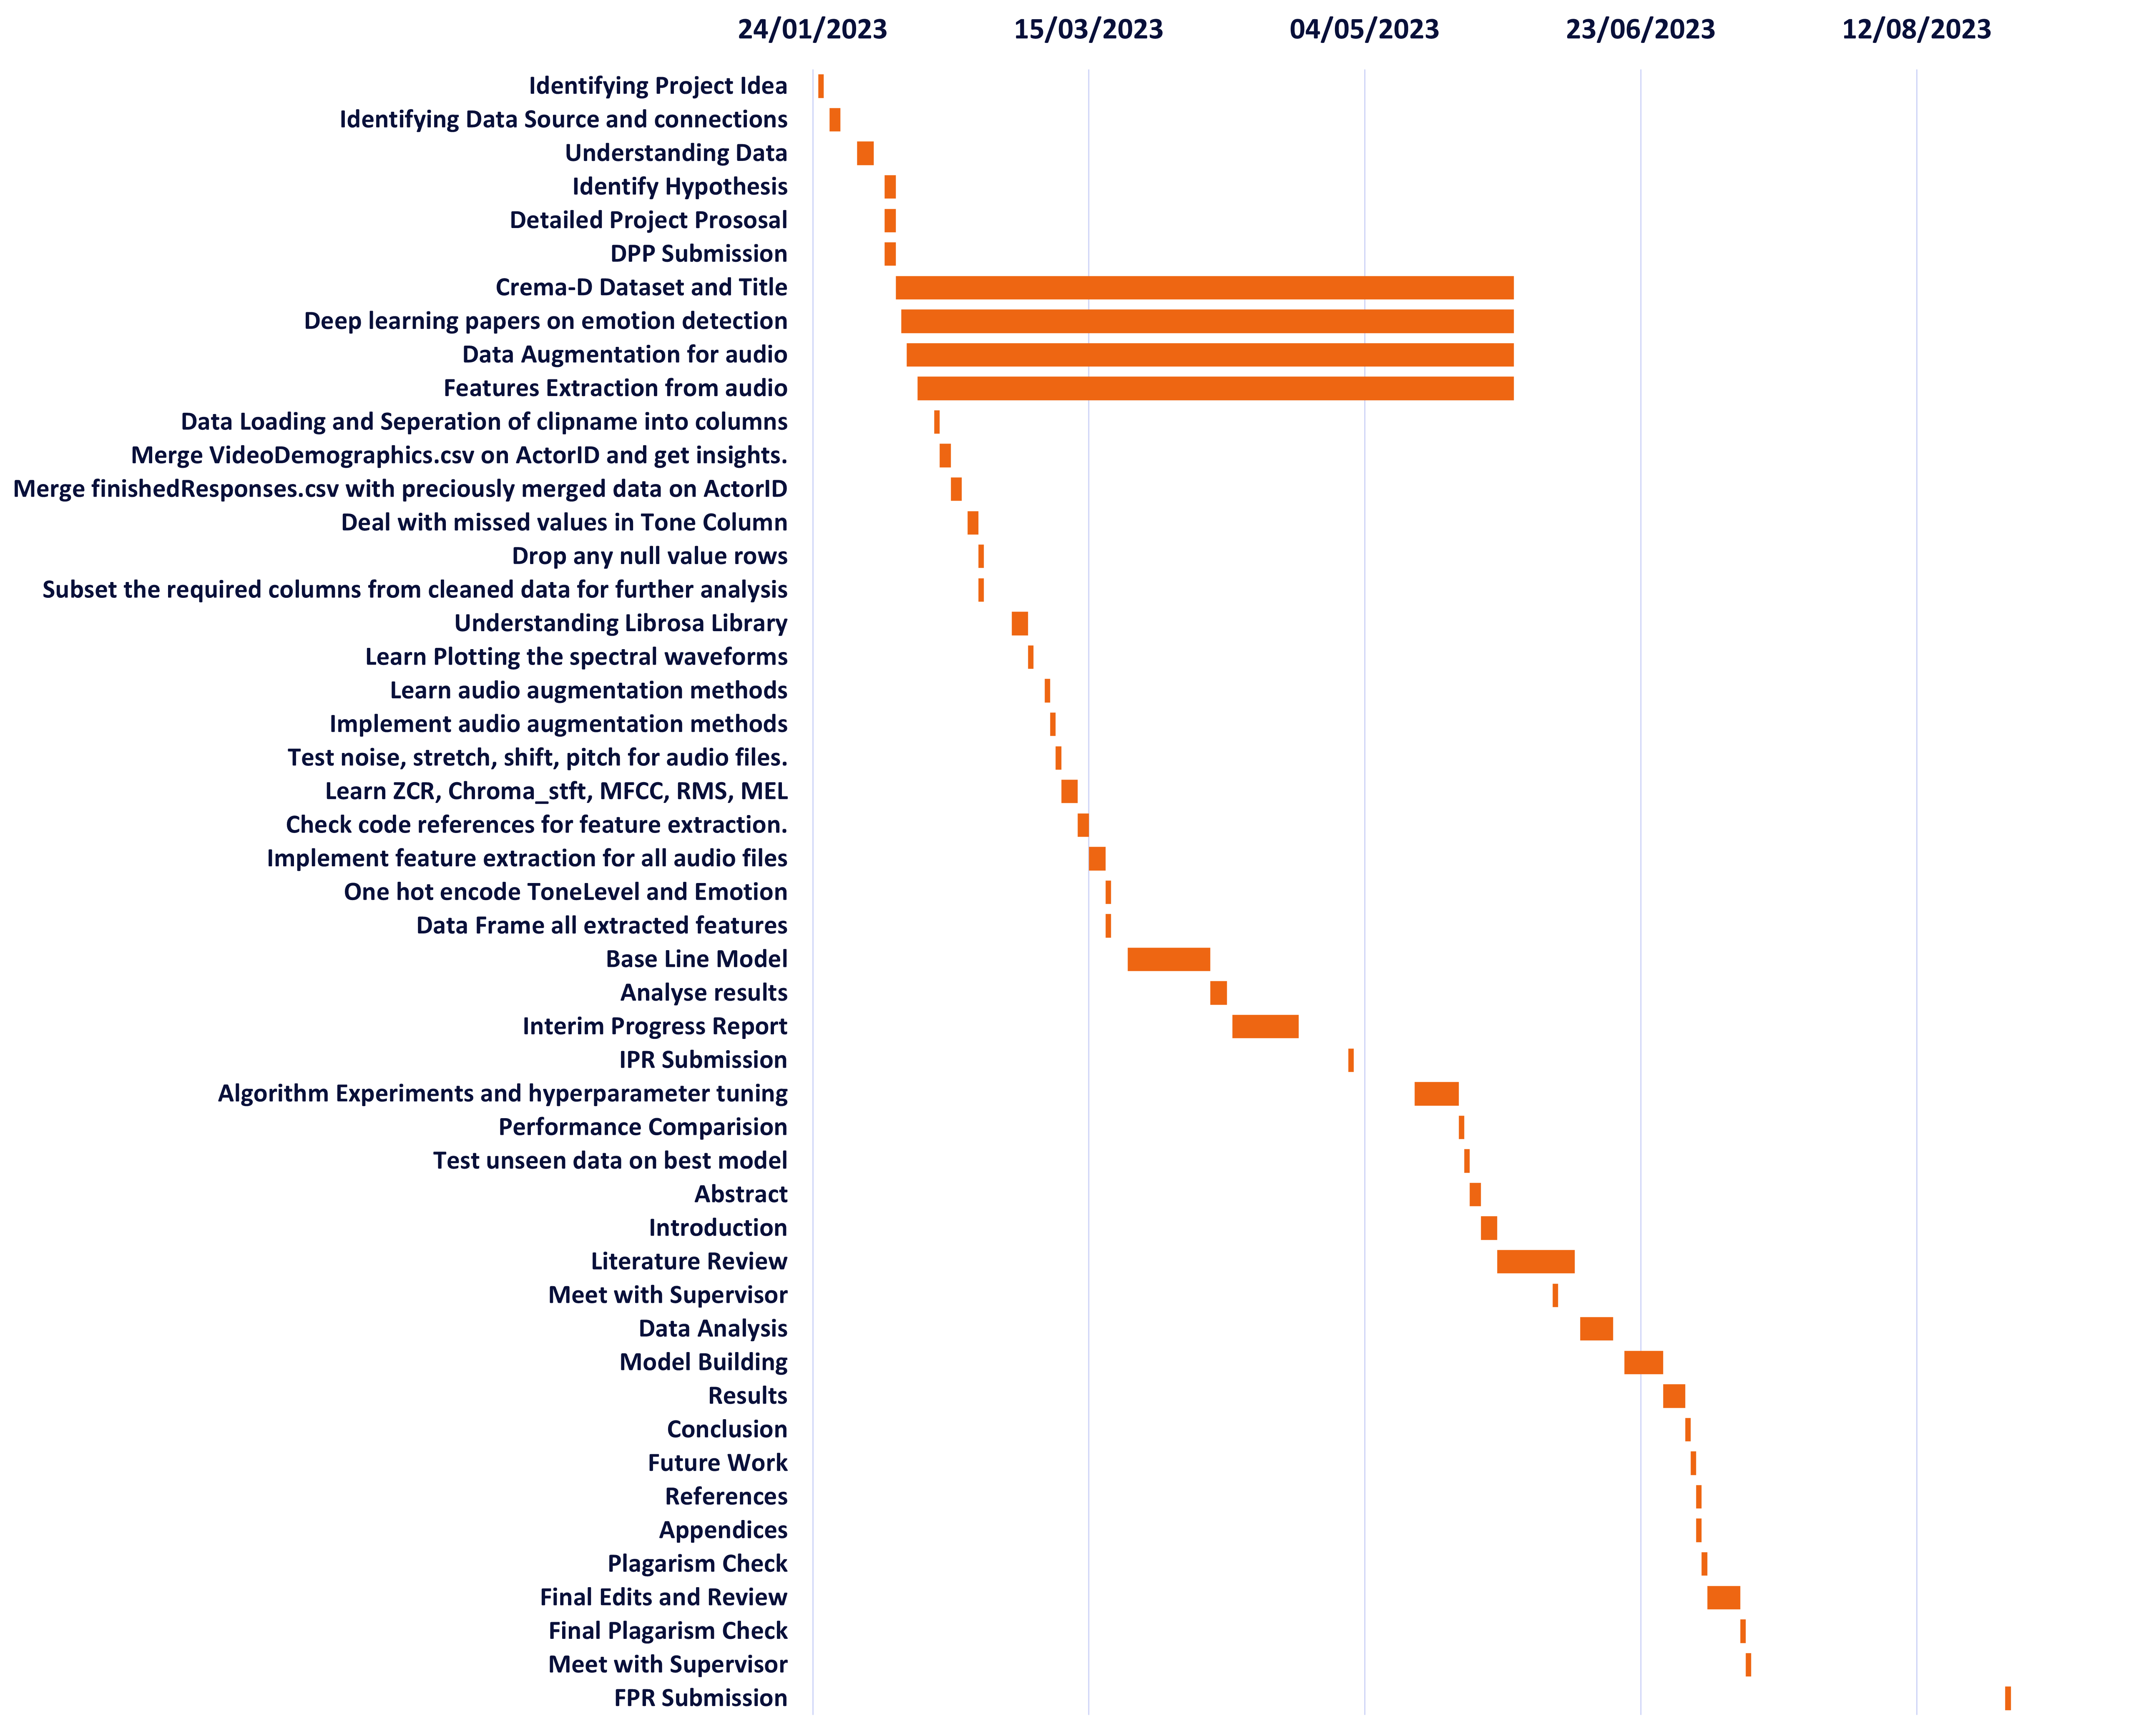 24/01/2023 15/03/2023 04/05/2023 23/06/2023 12/08/2023
Identifying Project Idea
Identifying Data Source and connections
Understanding Data
Identify Hypothesis
Detailed Project Prososal
DPP Submission
Crema-D Dataset and Title
Deep learning papers on emotion detection
Data Augmentation for audio
Features Extraction from audio
Data Loading and Seperation of clipname into columns
Merge VideoDemographics.csv on ActorID and get insights.
Merge finishedResponses.csv with preciously merged data on ActorID
Deal with missed values in Tone Column
Drop any null value rows
Subset the required columns from cleaned data for further analysis
Understanding Librosa Library
Learn Plotting the spectral waveforms
Learn audio augmentation methods
Implement audio augmentation methods
Test noise, stretch, shift, pitch for audio files.
Learn ZCR, Chroma_stft, MFCC, RMS, MEL
Check code references for feature extraction.
Implement feature extraction for all audio files
One hot encode ToneLevel and Emotion
Data Frame all extracted features
Base Line Model
Analyse results
Interim Progress Report
IPR Submission
Algorithm Experiments and hyperparameter tuning
Performance Comparision
Test unseen data on best model
Abstract
Introduction
Literature Review
Meet with Supervisor
Data Analysis
Model Building
Results
Conclusion
Future Work
References
Appendices
Plagarism Check
Final Edits and Review
Final Plagarism Check
Meet with Supervisor
FPR Submission